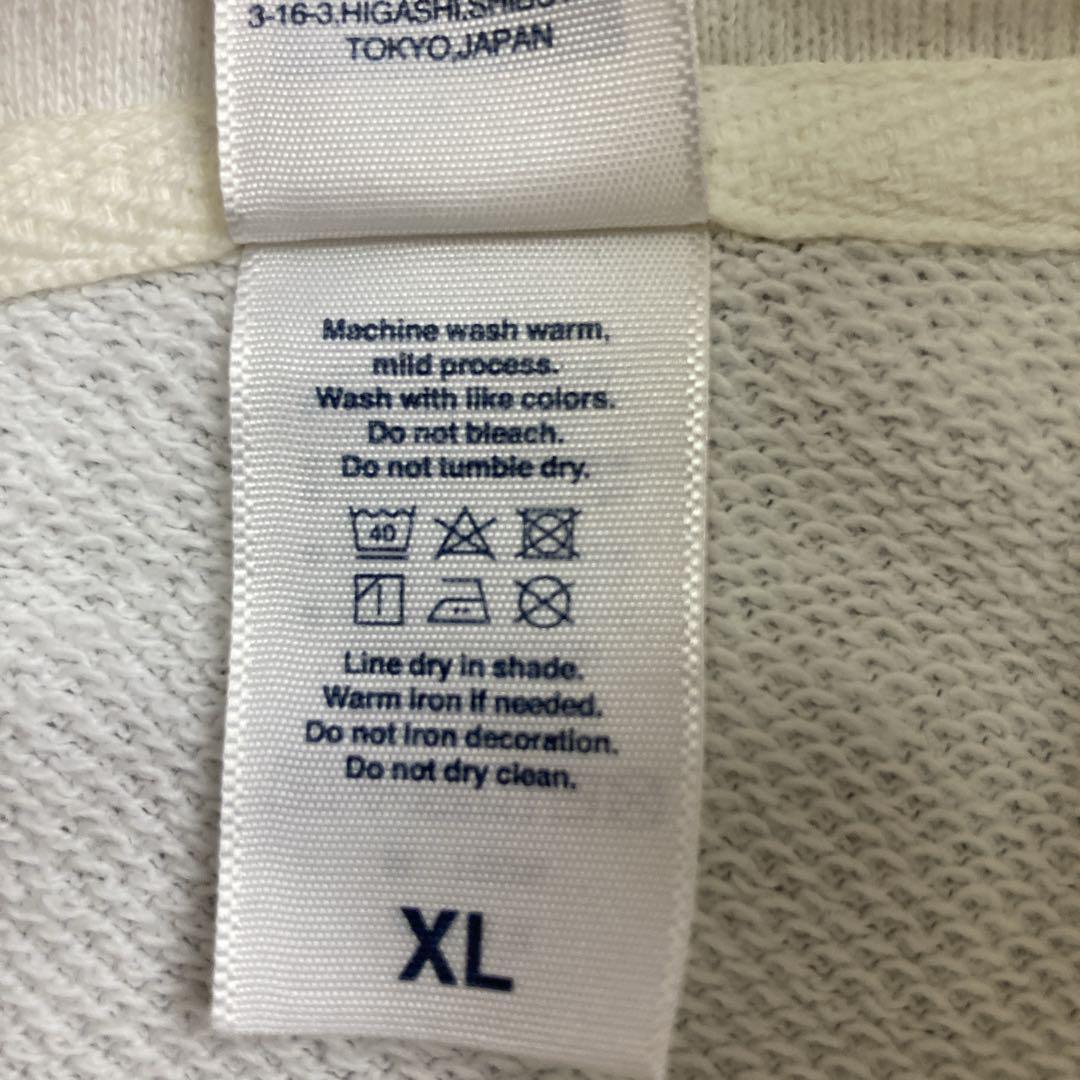 3-16-3,HIGASHI,
TOKYO,JAPAN
Machine wash warm,
mild process.
Wash with like colors.
Do not bleach.
Do not tumble dry.
40
Line dry in shade.
Warm iron if needed.
Do not iron decoration.
Do not dry clean.
XL